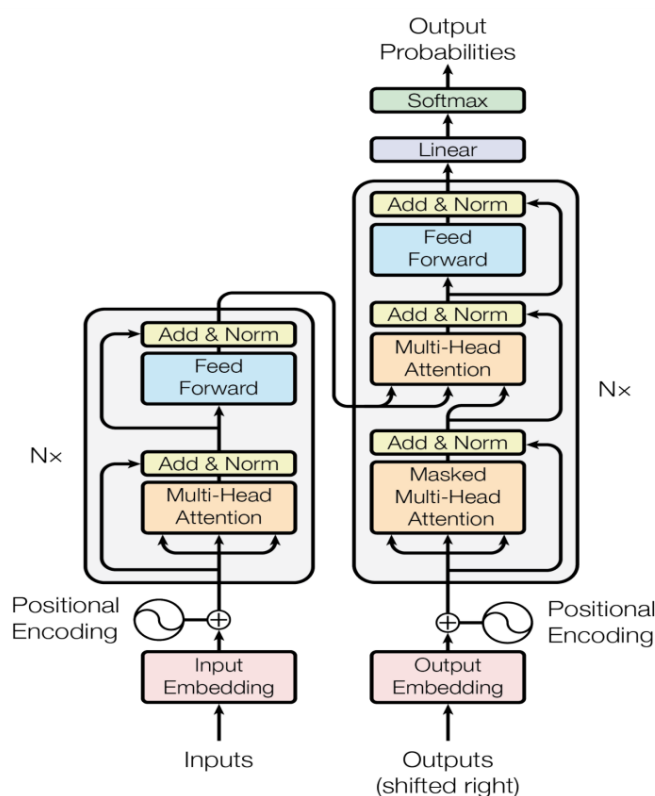 Output
Probabilities
Softmax
Linear
Add & Norm
Feed
Forward
Add & Norm
Multi-Head
Attention
Add & Norm
Masked
Multi-Head
Attention
Nx
Add & Norm
Feed
Forward
Add & Norm
Multi-Head
Attention
Nx
Positional
Encoding
Positional
Encoding
Input
Embedding
Output
Embedding
Inputs
Outputs
(shifted right)